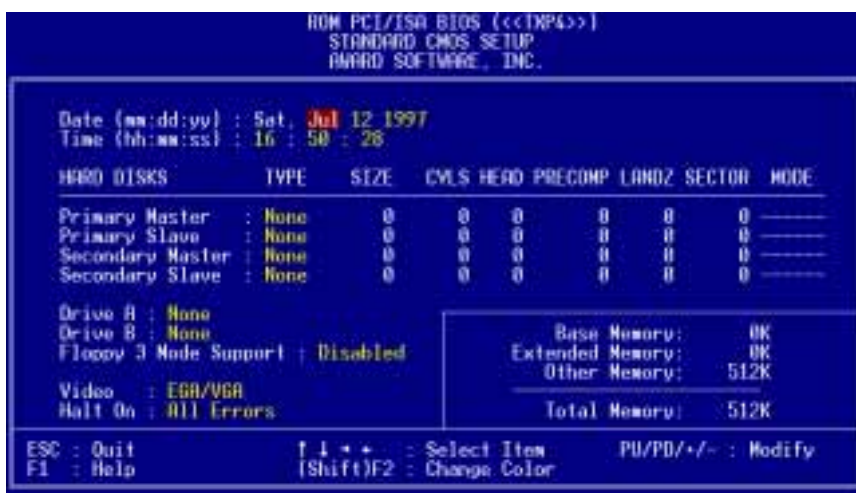 ROM PCI/ISA BIOS (<<TXP4>>)
STANDARD CMOS SETUP
AWARD SOFTWARE, INC.
Date (mm:dd:yy) : Sat, Jul 12 1997
Time (hh:mm:ss) : 16 : 50 : 28
HARD DISKS TYPE SIZE CYLS HEAD PRECOMP LANDZ SECTOR MODE
Primary Master : None 0 0 0 0 0 0 ------
Primary Slave : None 0 0 0 0 0 0 ------
Secondary Master : None 0 0 0 0 0 0 ------
Secondary Slave : None 0 0 0 0 0 0 ------
Drive A : None
Drive B : None
Floppy 3 Mode Support : Disabled
Video : EGA/VGA
Halt On : All Errors
Base Memory: 0K
Extended Memory: 0K
Other Memory: 512K
Total Memory: 512K
ESC : Quit ↑ ↓ → ← : Select Item PU/PD/+/- : Modify
F1 : Help (Shift)F2 : Change Color